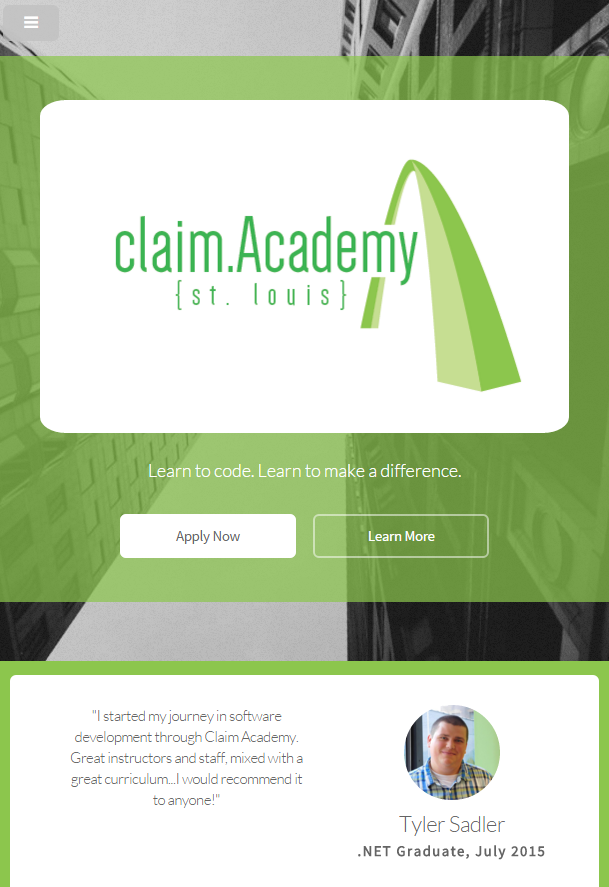 claim.Academy
{st. louis}
Learn to code. Learn to make a difference.
Apply Now
Learn More
"I started my journey in software
development through Claim Academy.
Great instructors and staff, mixed with a
great curriculum...I would recommend it
to anyone!"
Tyler Sadler
.NET Graduate, July 2015